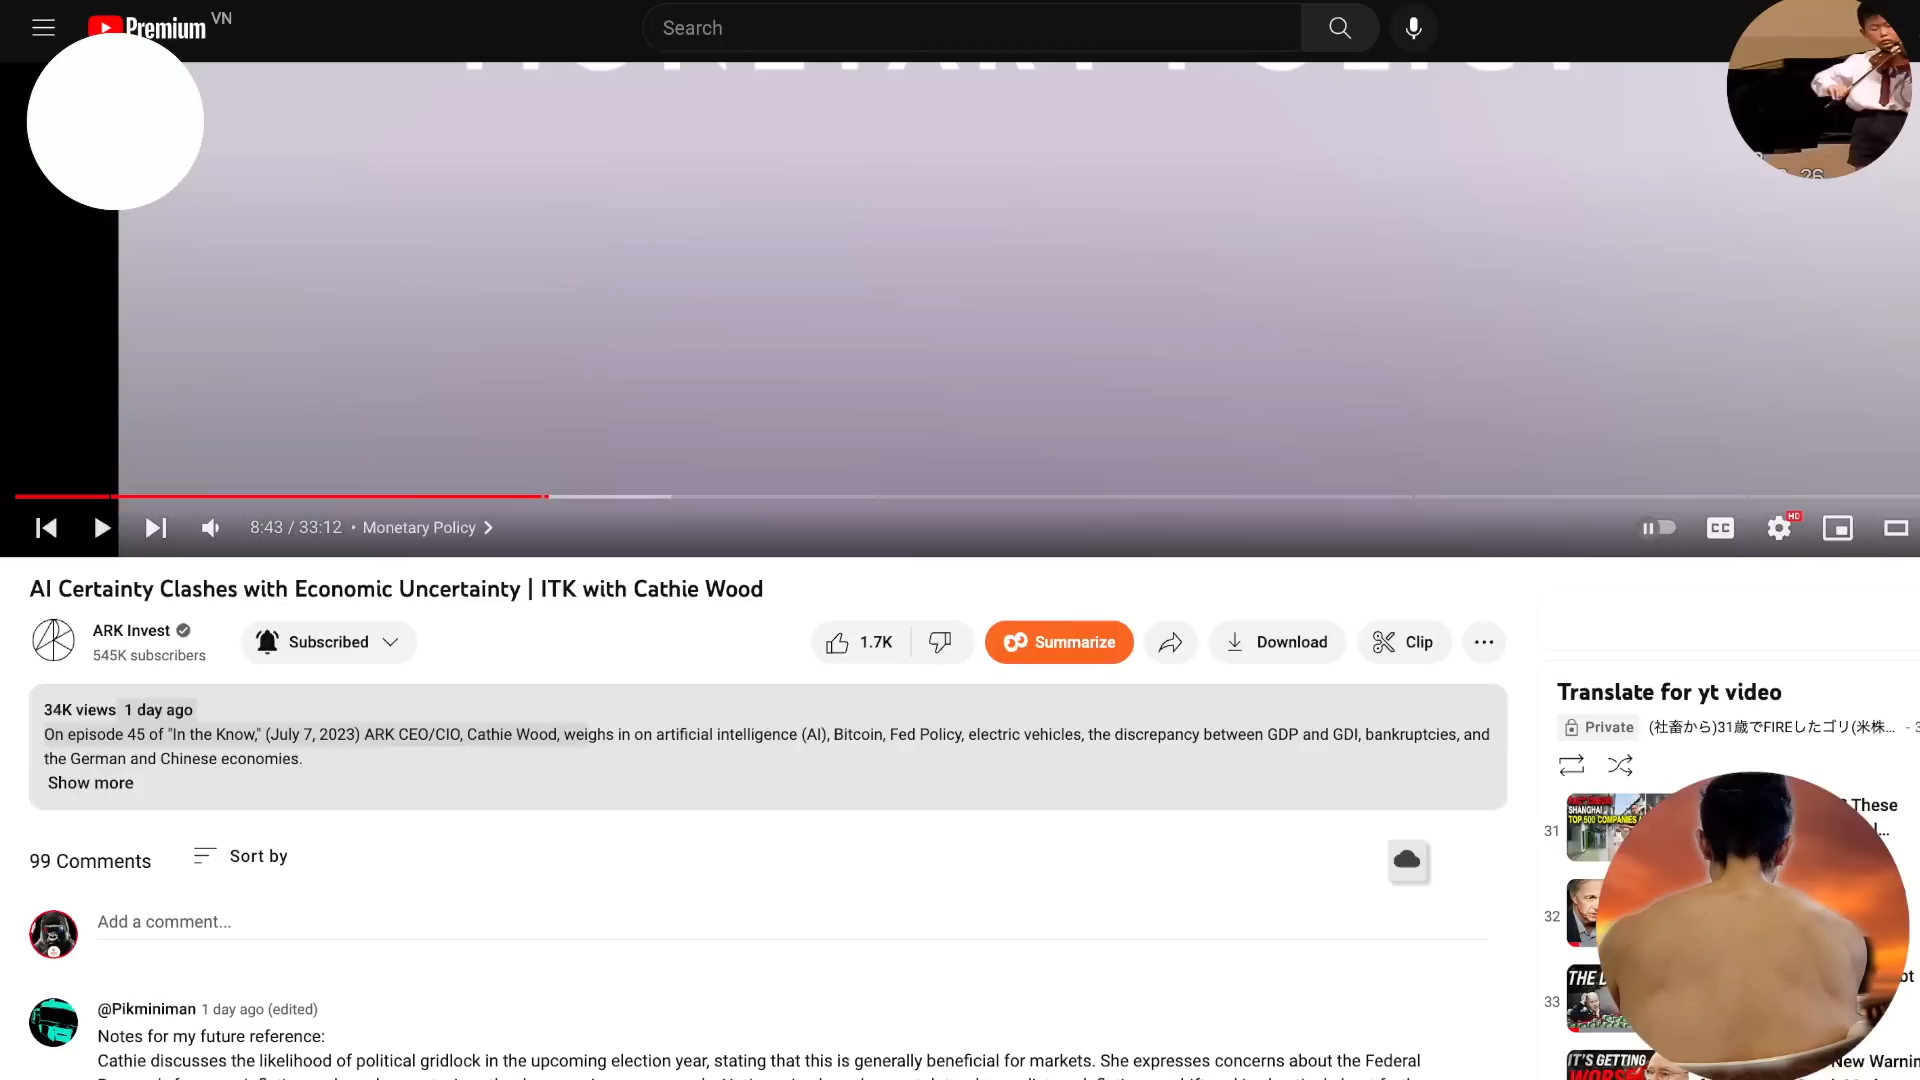 Premium VN
Search
MONETARY POLICY
26
8:43 / 33:12 • Monetary Policy
CC
HD
AI Certainty Clashes with Economic Uncertainty | ITK with Cathie Wood
ARK Invest
545K subscribers
Subscribed
1.7K
Summarize
Download
Clip
34K views 1 day ago
On episode 45 of "In the Know," (July 7, 2023) ARK CEO/CIO, Cathie Wood, weighs in on artificial intelligence (AI), Bitcoin, Fed Policy, electric vehicles, the discrepancy between GDP and GDI, bankruptcies, and
the German and Chinese economies.
Show more
99 Comments
Sort by
Add a comment...
@Pikminiman 1 day ago (edited)
Notes for my future reference:
Cathie discusses the likelihood of political gridlock in the upcoming election year, stating that this is generally beneficial for markets. She expresses concerns about the Federal
Translate for yt video
Private (社畜から)31歳でFIREしたゴリ(米株... -
31
SHANGHAI
TOP 500 COMPANIES
These
32
33
THE
IT'S GETTING
WORSE
New Warnin